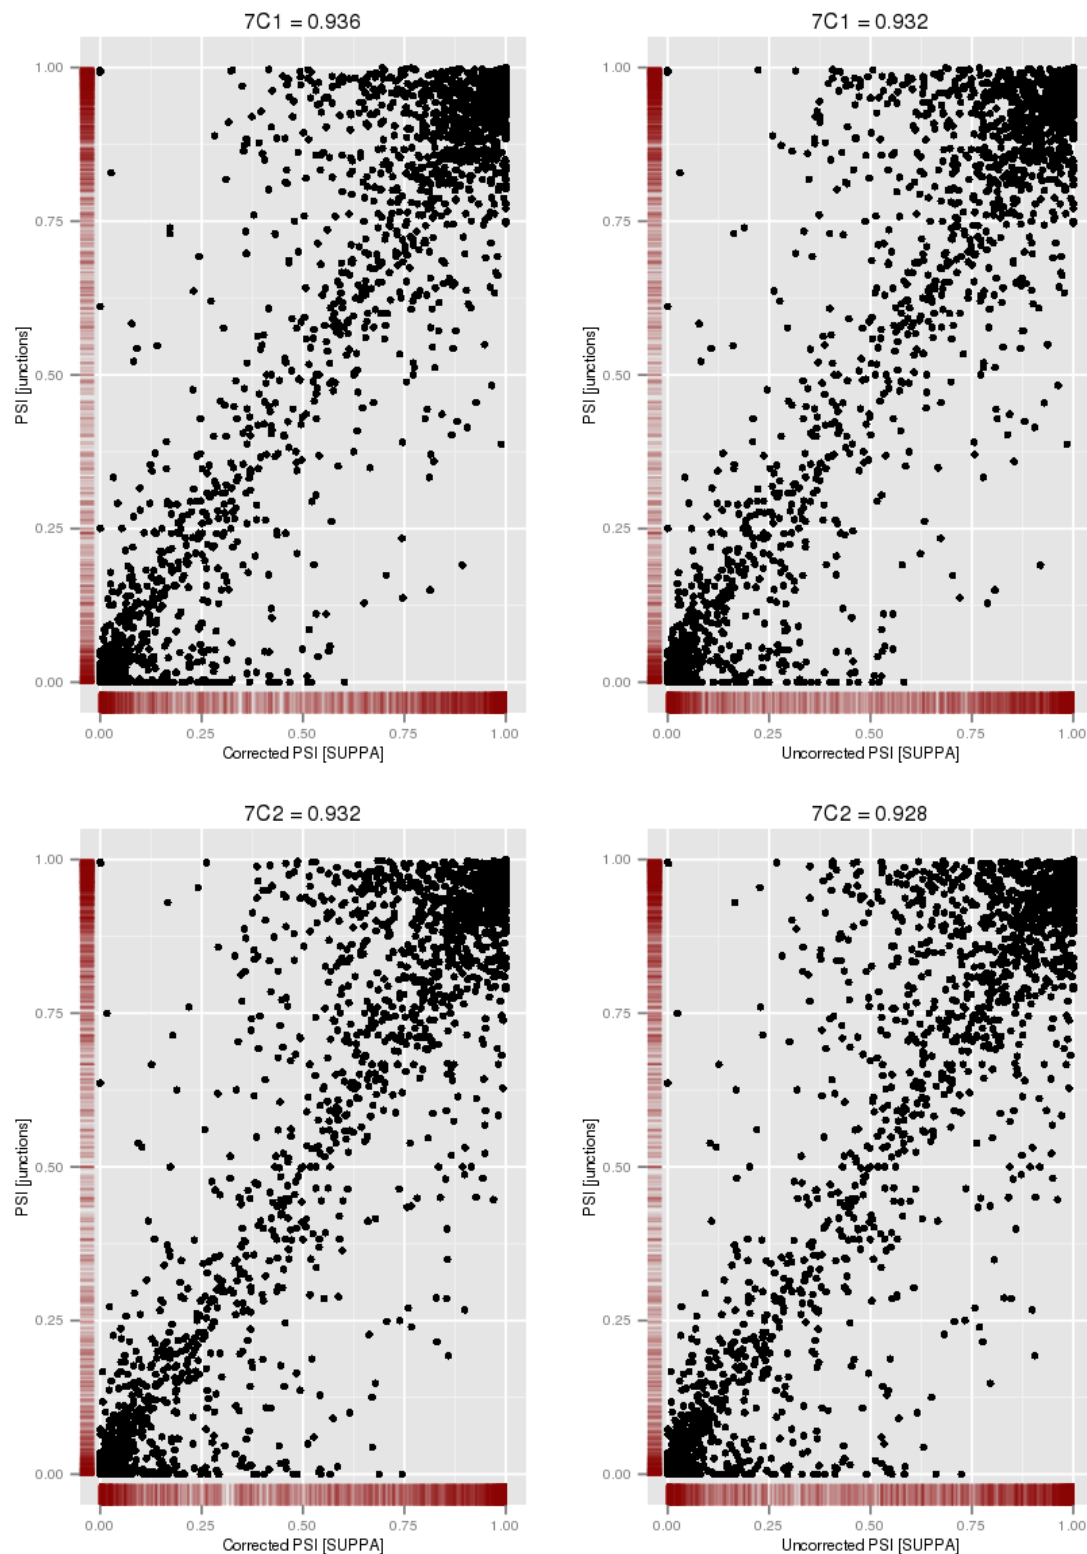 7C1 = 0.936
1.00
0.75
0.50
0.25
0.00
PSI [junctions]
0.00 0.25 0.50 0.75 1.00
Corrected PSI [SUPPA]
7C1 = 0.932
1.00
0.75
0.50
0.25
0.00
PSI [junctions]
0.00 0.25 0.50 0.75 1.00
Uncorrected PSI [SUPPA]
7C2 = 0.932
1.00
0.75
0.50
0.25
0.00
PSI [junctions]
0.00 0.25 0.50 0.75 1.00
Corrected PSI [SUPPA]
7C2 = 0.928
1.00
0.75
0.50
0.25
0.00
PSI [junctions]
0.00 0.25 0.50 0.75 1.00
Uncorrected PSI [SUPPA]